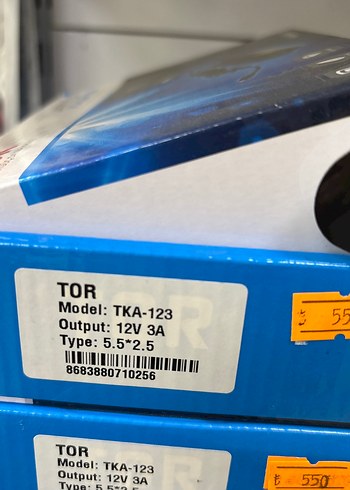 TOR
Model: TKA-123
Output: 12V 3A
Type: 5.5*2.5
8683880710256
₺ 55
TOR
Model: TKA-123
Output: 12V 3A
₺ 550